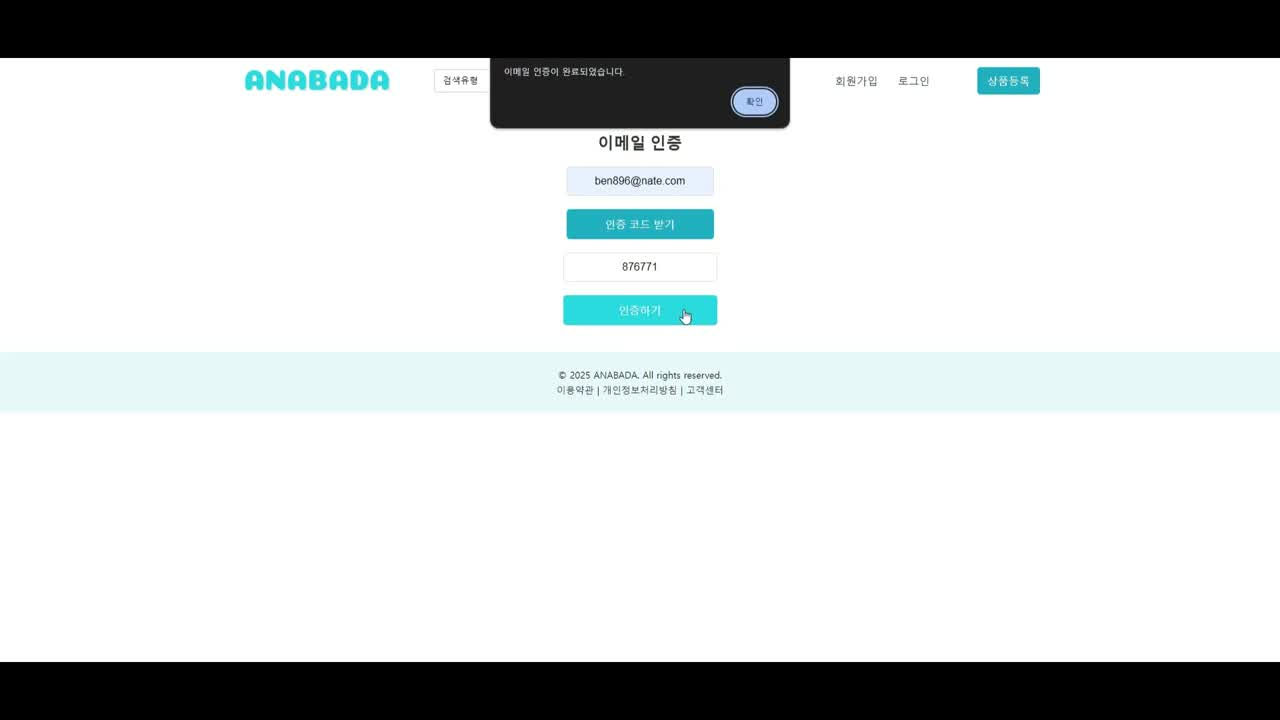 이메일 인증이 완료되었습니다.
확인
ANABADA
검색유형
회원가입
로그인
상품등록
이메일 인증
ben896@nate.com
인증 코드 받기
876771
인증하기
© 2025 ANABADA. All rights reserved.
이용약관 | 개인정보처리방침 | 고객센터